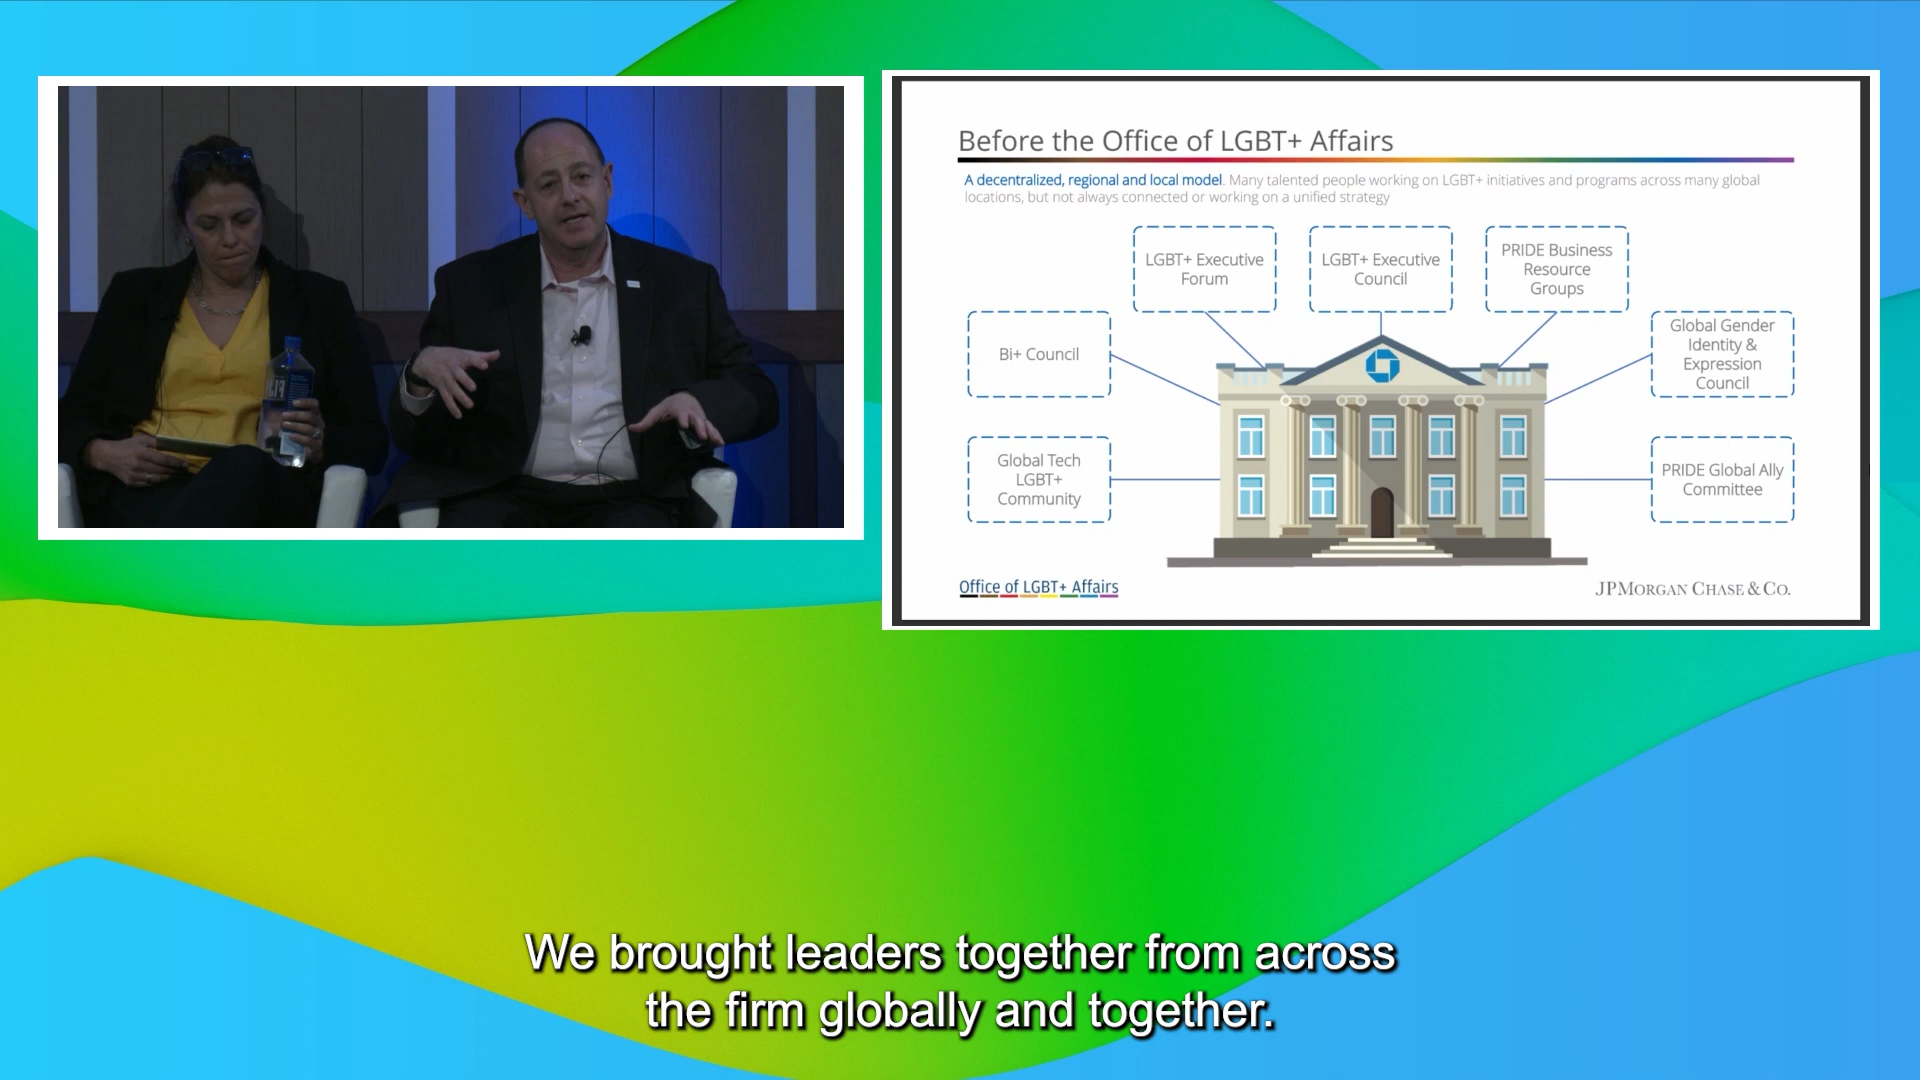 Before the Office of LGBT+ Affairs
A decentralized, regional and local model. Many talented people working on LGBT+ initiatives and programs across many global
locations, but not always connected or working on a unified strategy
LGBT+ Executive
Forum
LGBT+ Executive
Council
PRIDE Business
Resource
Groups
Bi+ Council
Global Gender
Identity &
Expression
Council
Global Tech
LGBT+
Community
PRIDE Global Ally
Committee
Office of LGBT+ Affairs
JPMORGAN CHASE & CO.
We brought leaders together from across
the firm globally and together.